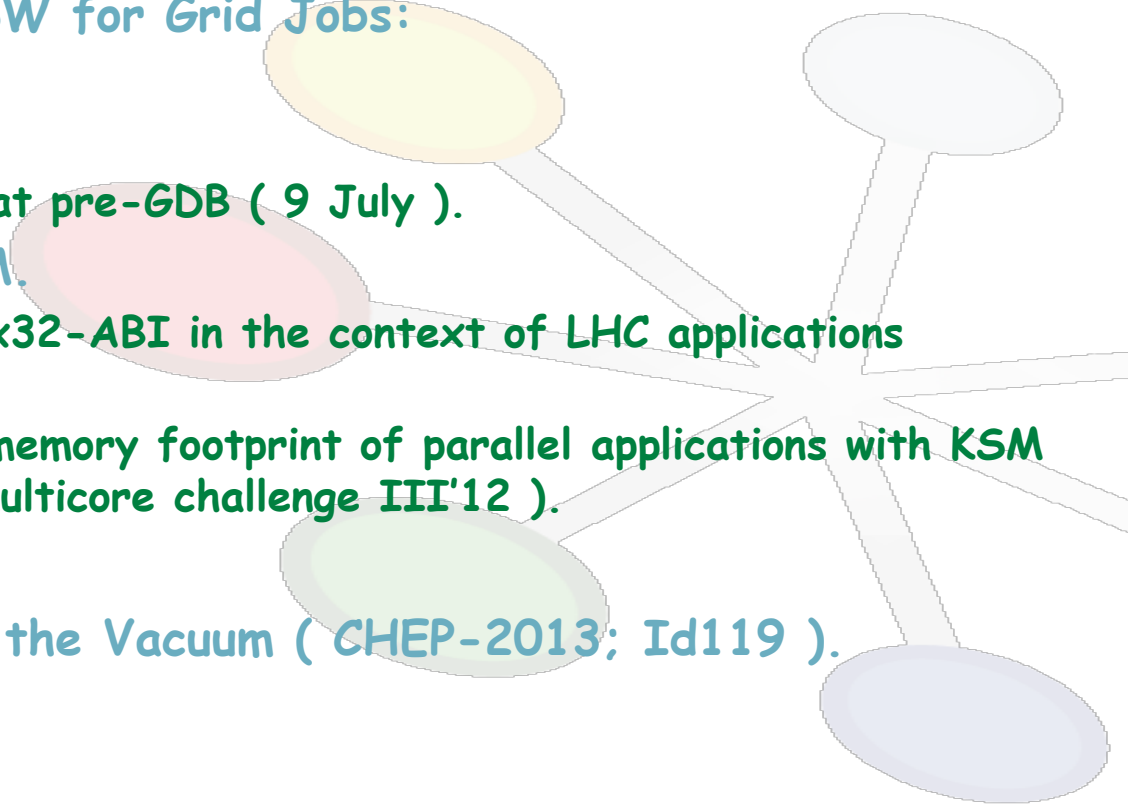 for Grid Jobs:
at pre-GDB ( 9 July ).
x32-ABI in the context of LHC applications
memory footprint of parallel applications with KSM
challenge III'12 ).
the Vacuum ( CHEP-2013; Id119 ).